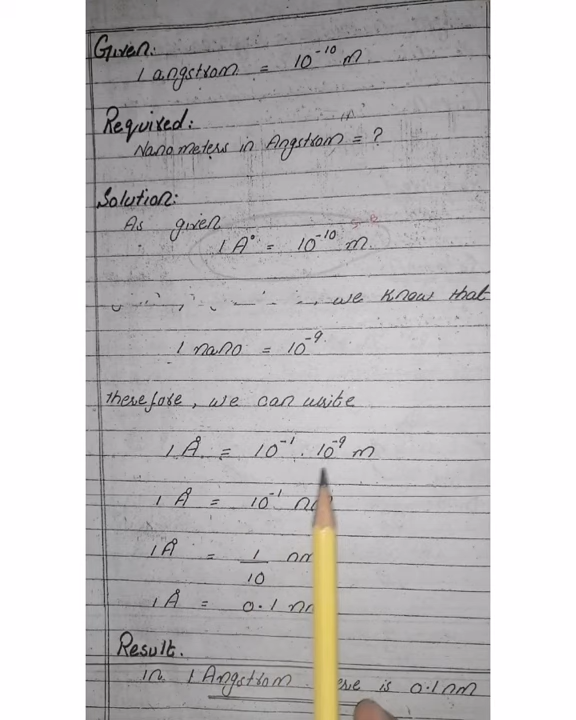 Given:
1 angstrom = 10⁻¹⁰ m
Required:
Nanometers in Angstrom = ?
Solution:
As given
1 A° = 10⁻¹⁰ m.
we know that
1 nano = 10⁻⁹.
therefore, we can write
1 Å = 10⁻¹ . 10⁻⁹ m
1 Å = 10⁻¹
1 Å = 1/10
1 Å = 0.1
Result.
in 1 Angstrom is 0.1nm